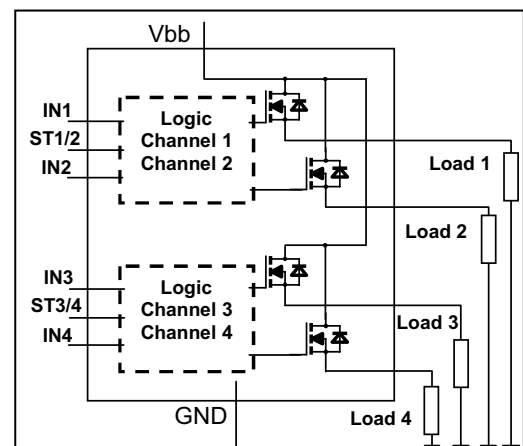 Vbb
IN1
ST1/2
IN2
Logic
Channel 1
Channel 2
Load 1
Load 2
IN3
ST3/4
IN4
Logic
Channel 3
Channel 4
Load 3
Load 4
GND